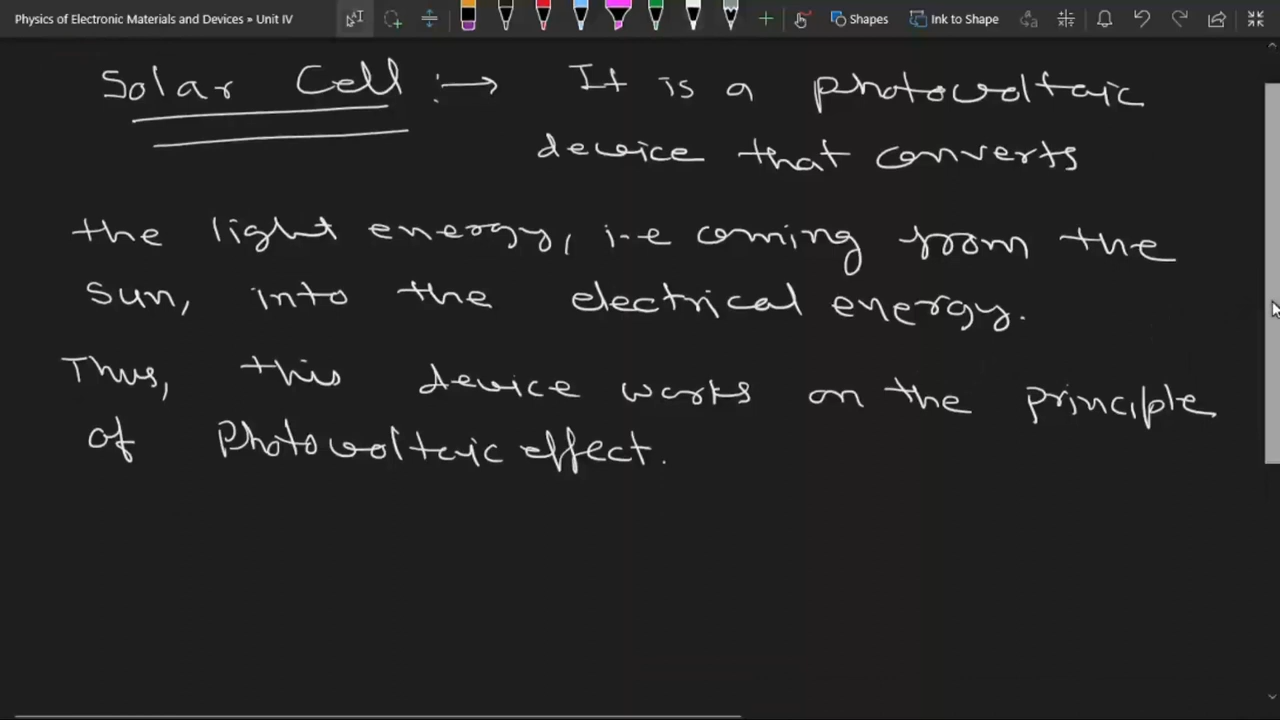 Physics of Electronic Materials and Devices » Unit IV
Shapes
Ink to Shape
Solar Cell :→ It is a photovoltaic
device that converts
the light energy, i-e coming from the
sun, into the electrical energy.
Thus, this device works on the principle
of Photovoltaic effect.